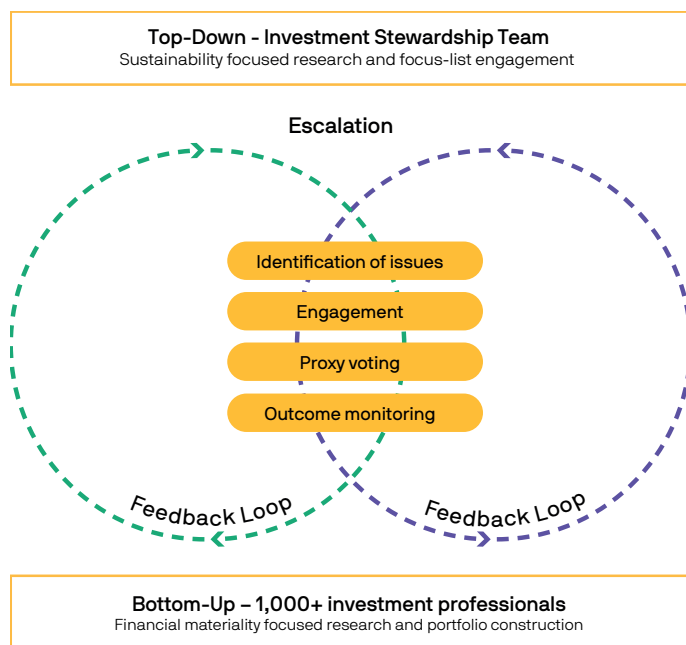 Top-Down - Investment Stewardship Team
Sustainability focused research and focus-list engagement
Escalation
Identification of issues
Engagement
Proxy voting
Outcome monitoring
Feedback Loop
Feedback Loop
Bottom-Up – 1,000+ investment professionals
Financial materiality focused research and portfolio construction